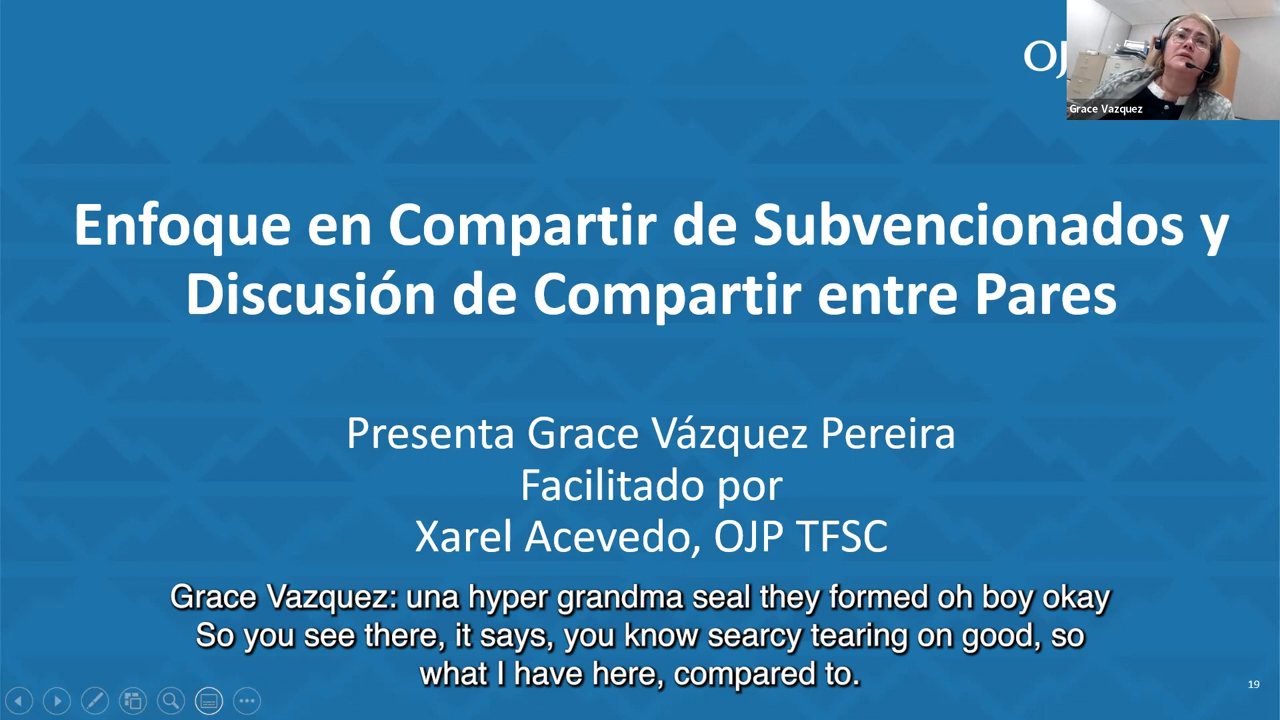 OJ
Grace Vazquez
Enfoque en Compartir de Subvencionados y
Discusión de Compartir entre Pares
Presenta Grace Vázquez Pereira
Facilitado por
Xarel Acevedo, OJP TFSC
Grace Vazquez: una hyper grandma seal they formed oh boy okay
So you see there, it says, you know searcy tearing on good, so
what I have here, compared to.
19